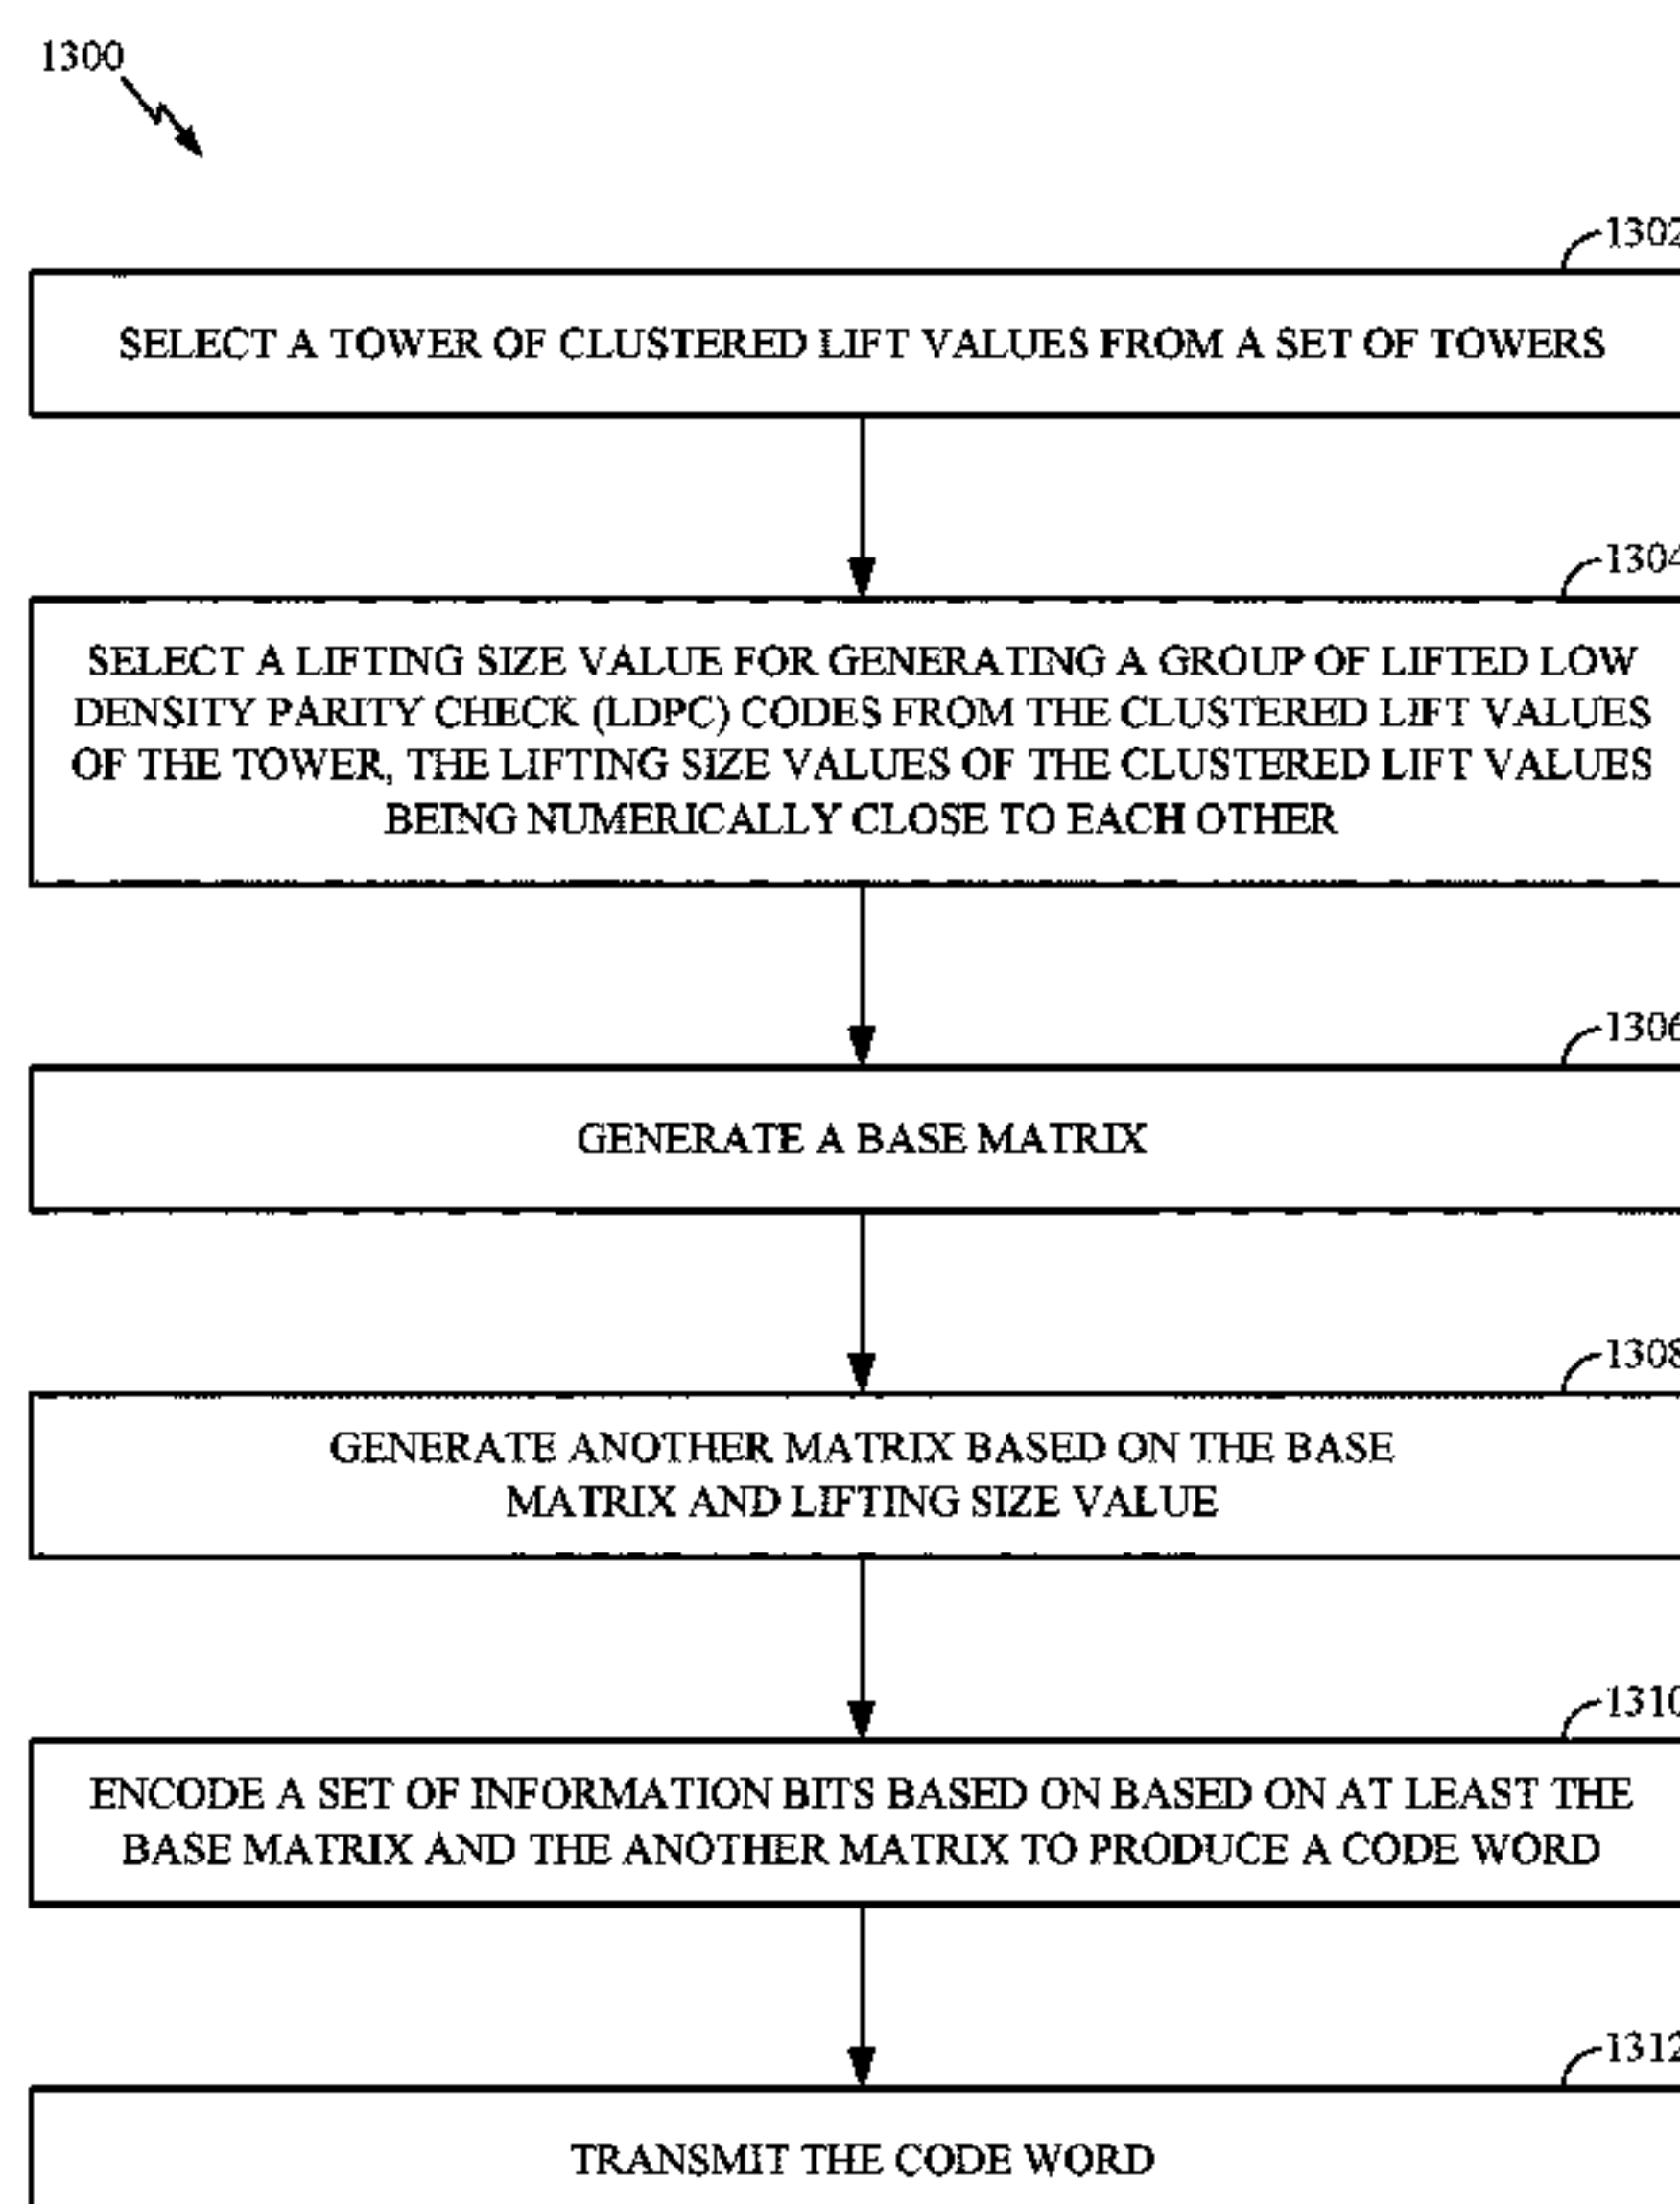 1300
1302
SELECT A TOWER OF CLUSTERED LIFT VALUES FROM A SET OF TOWERS
1304
SELECT A LIFTING SIZE VALUE FOR GENERATING A GROUP OF LIFTED LOW
DENSITY PARITY CHECK (LDPC) CODES FROM THE CLUSTERED LIFT VALUES
OF THE TOWER, THE LIFTING SIZE VALUES OF THE CLUSTERED LIFT VALUES
BEING NUMERICALLY CLOSE TO EACH OTHER
1306
GENERATE A BASE MATRIX
1308
GENERATE ANOTHER MATRIX BASED ON THE BASE
MATRIX AND LIFTING SIZE VALUE
1310
ENCODE A SET OF INFORMATION BITS BASED ON BASED ON AT LEAST THE
BASE MATRIX AND THE ANOTHER MATRIX TO PRODUCE A CODE WORD
1312
TRANSMIT THE CODE WORD